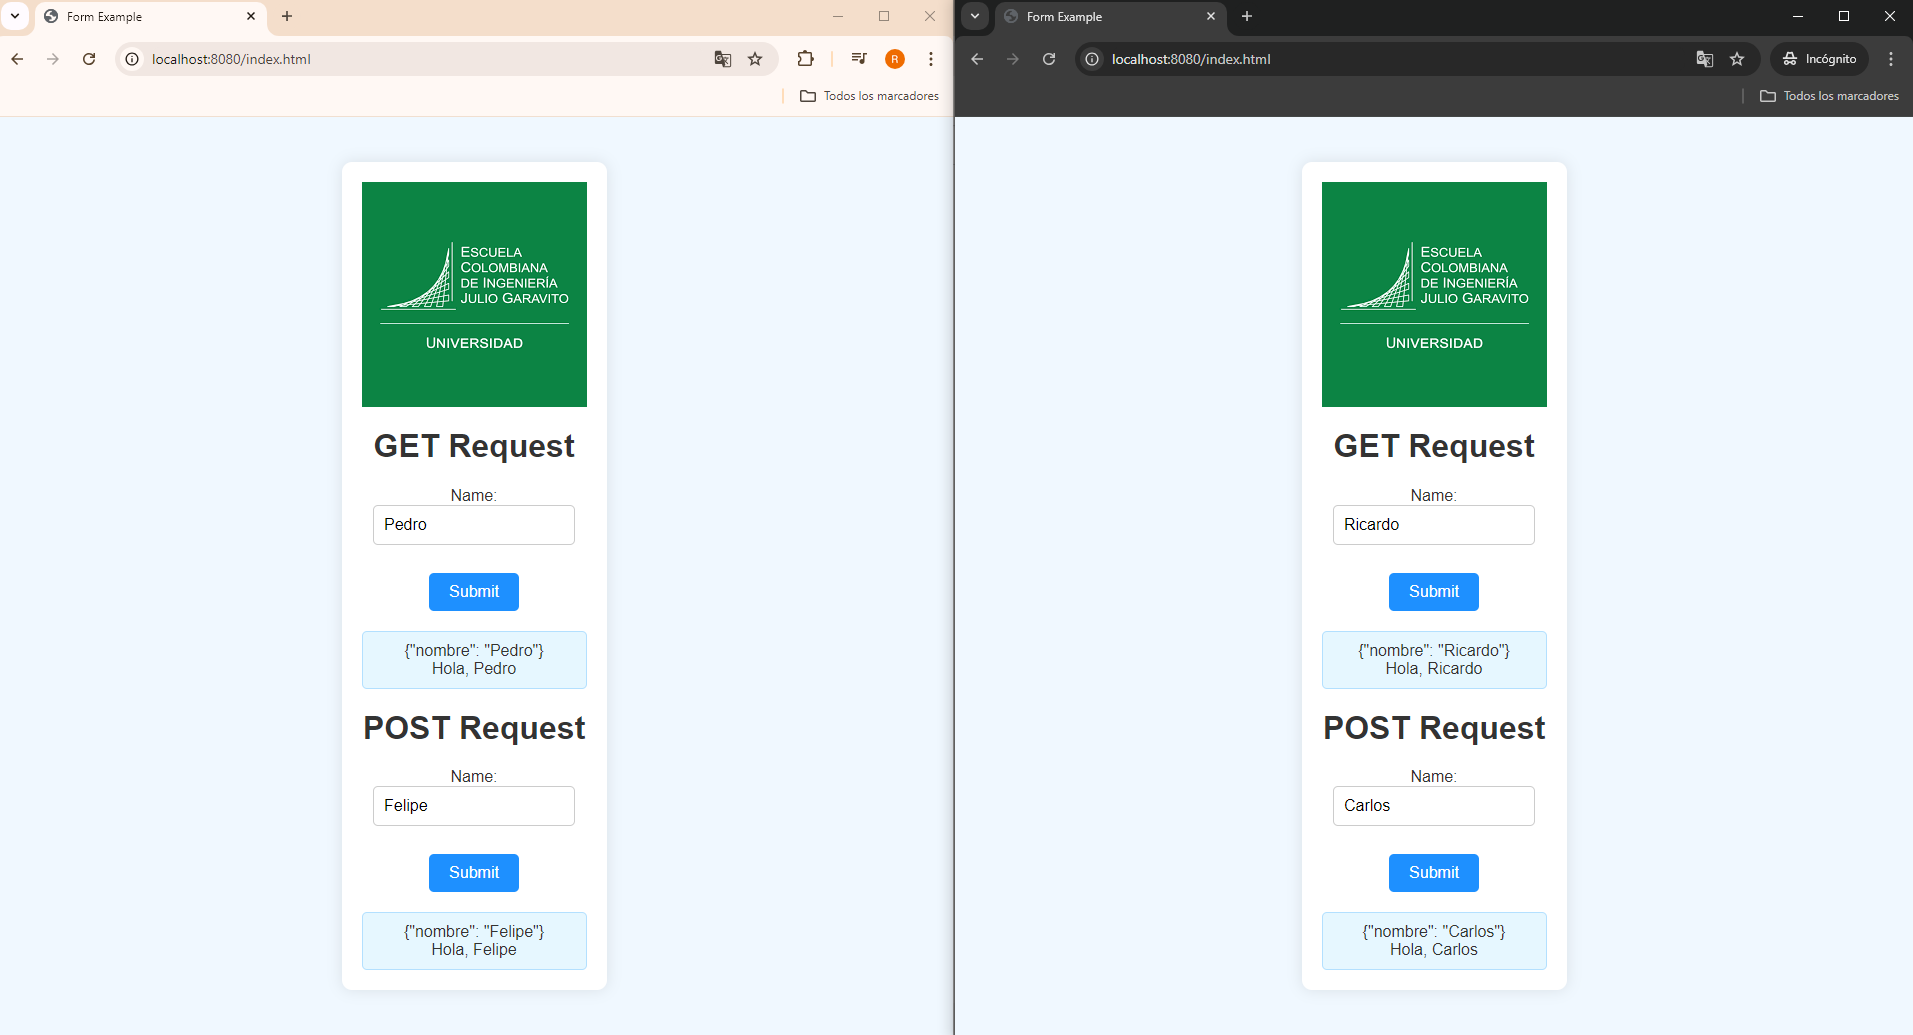 Form Example
localhost:8080/index.html
R
Todos los marcadores
ESCUELA
COLOMBIANA
DE INGENIERÍA
JULIO GARAVITO
UNIVERSIDAD
GET Request
Name:
Pedro
Submit
{"nombre": "Pedro"}
Hola, Pedro
POST Request
Name:
Felipe
Submit
{"nombre": "Felipe"}
Hola, Felipe
Form Example
localhost:8080/index.html
Incógnito
Todos los marcadores
ESCUELA
COLOMBIANA
DE INGENIERÍA
JULIO GARAVITO
UNIVERSIDAD
GET Request
Name:
Ricardo
Submit
{"nombre": "Ricardo"}
Hola, Ricardo
POST Request
Name:
Carlos
Submit
{"nombre": "Carlos"}
Hola, Carlos